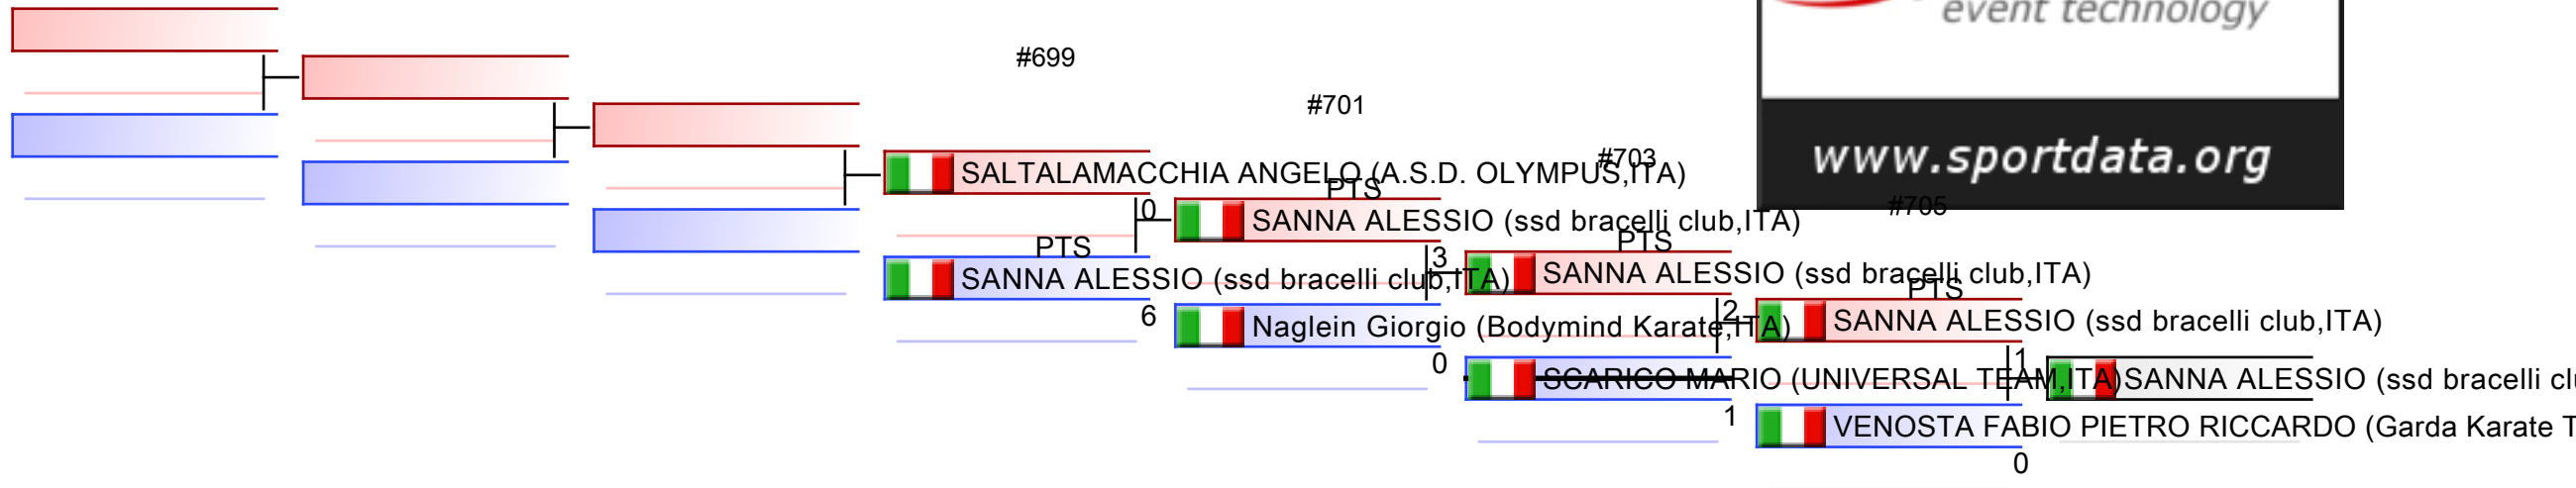 event technology
#699
#701
#703
www.sportdata.org
SALTALAMACCHIA ANGELO (A.S.D. OLYMPUS,ITA)
PTS
#705
0
SANNA ALESSIO (ssd bracelli club,ITA)
PTS
PTS
3
SANNA ALESSIO (ssd bracelli club,ITA)
SANNA ALESSIO (ssd bracelli club,ITA)
PTS
6
Naglein Giorgio (Bodymind Karate,ITA)
2
SANNA ALESSIO (ssd bracelli club,ITA)
0
1
SCARICO MARIO (UNIVERSAL TEAM,ITA)
SANNA ALESSIO (ssd bracelli
1
VENOSTA FABIO PIETRO RICCARDO (Garda Karate
0